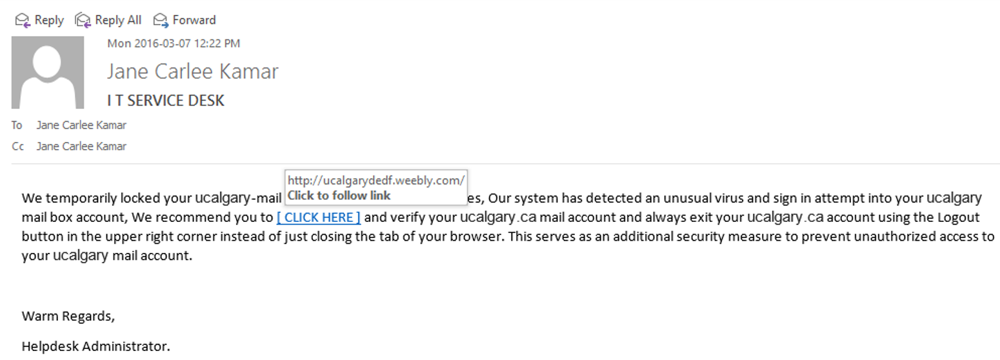 Reply Reply All Forward
Mon 2016-03-07 12:22 PM
Jane Carlee Kamar
I T SERVICE DESK
To Jane Carlee Kamar
Cc Jane Carlee Kamar
http://ucalgarydedf.weebly.com/
Click to follow link
We temporarily locked your ucalgary-mail es, Our system has detected an unusual virus and sign in attempt into your ucalgary
mail box account, We recommend you to [ CLICK HERE ] and verify your ucalgary.ca mail account and always exit your ucalgary.ca account using the Logout
button in the upper right corner instead of just closing the tab of your browser. This serves as an additional security measure to prevent unauthorized access to
your ucalgary mail account.
Warm Regards,
Helpdesk Administrator.